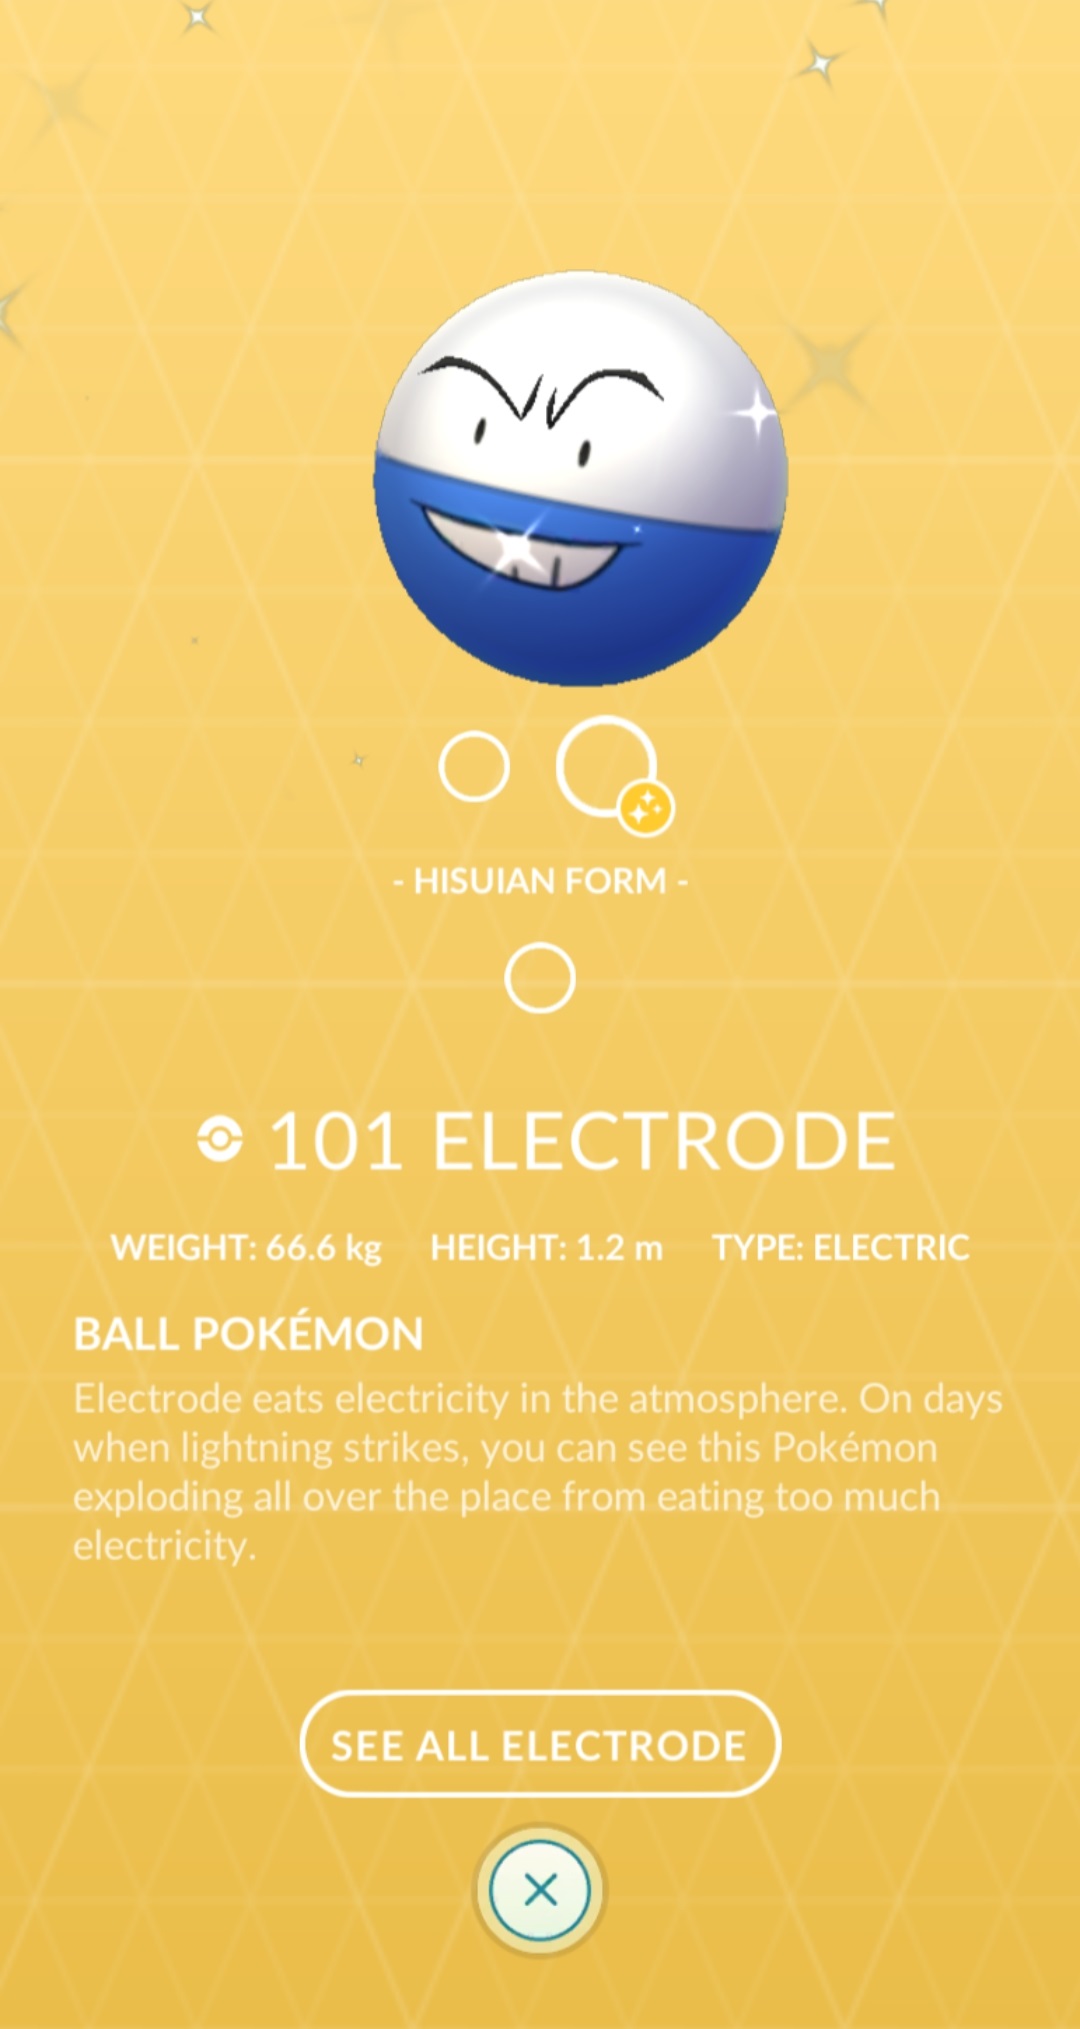 - HISUIAN FORM -
101 ELECTRODE
WEIGHT: 66.6 kg HEIGHT: 1.2 m TYPE: ELECTRIC
BALL POKÉMON
Electrode eats electricity in the atmosphere. On days
when lightning strikes, you can see this Pokémon
exploding all over the place from eating too much
electricity.
SEE ALL ELECTRODE